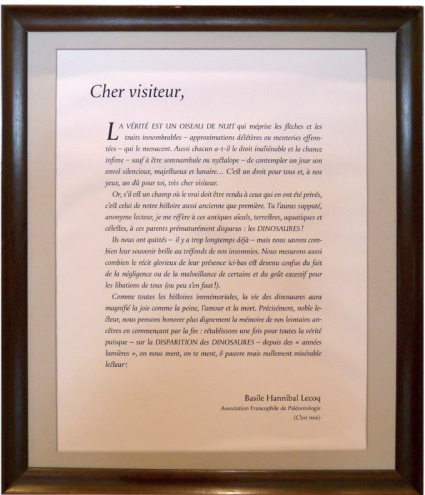 Cher visiteur,
LA VÉRITÉ EST UN OISEAU DE NUIT qui méprise les flèches et les
traits innombrables – approximations délétères ou menteries effron-
tées – qui le menacent. Aussi chacun a-t-il le droit inaliénable et la chance
infime – sauf à être somnambule ou nyctalope – de contempler un jour son
envol silencieux, majestueux et lunaire... C'est un droit pour tous et, à nos
yeux, un dû pour toi, très cher visiteur.
Or, s'il est un champ où le vrai doit être rendu à ceux qui en ont été privés,
c'est celui de notre histoire aussi ancienne que première. Tu l'auras supputé,
anonyme lecteur, je me réfère à ces antiques aïeuls, terrestres, aquatiques et
célestes, à ces parents prématurément disparus : les DINOSAURES !
Ils nous ont quittés – il y a trop longtemps déjà – mais nous savons com-
bien leur souvenir brille au tréfonds de nos insomnies. Nous mesurons aussi
combien le récit glorieux de leur présence ici-bas est devenu confus du fait
de la négligence ou de la malveillance de certains et du goût excessif pour
les libations de tous (ou peu s'en faut !).
Comme toutes les histoires immémoriales, la vie des dinosaures aura
magnifié la joie comme la peine, l'amour et la mort. Précisément, noble le-
cteur, nous pensons honorer plus dignement la mémoire de nos lointains an-
cêtres en commençant par la fin : rétablissons une fois pour toutes la vérité
puisque – sur la DISPARITION des DINOSAURES – depuis des « années
lumières », on nous ment, on te ment, ô pauvre mais nullement misérable
lecteur !
Basile Hannibal Lecoq
Association Francophile de Paléontologie
(C'est moi)